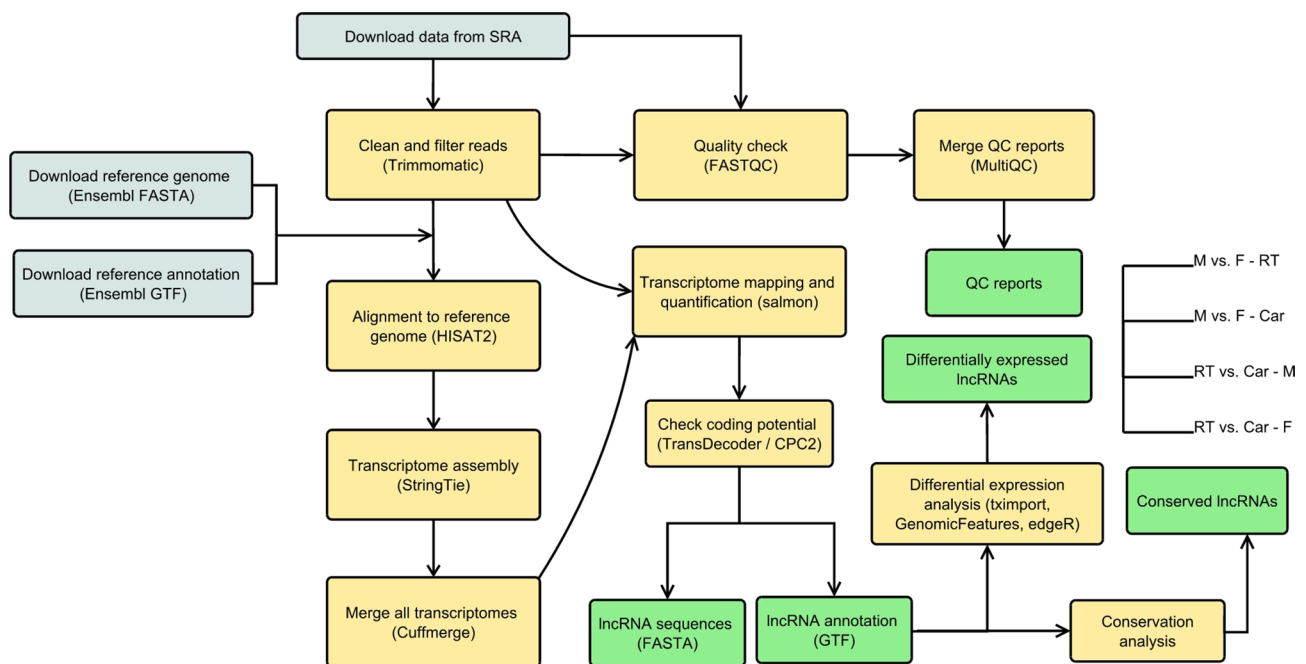 Download data from SRA
Clean and filter reads
(Trimmomatic)
Quality check
(FASTQC)
Merge QC reports
(MultiQC)
Download reference genome
(Ensembl FASTA)
Download reference annotation
(Ensembl GTF)
QC reports
Transcriptome mapping and
quantification (salmon)
Alignment to reference
genome (HISAT2)
M vs. F - RT
M vs. F - Car
RT vs. Car - M
RT vs. Car - F
Differentially expressed
lncRNAs
Check coding potential
(TransDecoder / CPC2)
Transcriptome assembly
(StringTie)
Differential expression
analysis (tximport,
GenomicFeatures, edgeR)
Conserved lncRNAs
Merge all transcriptomes
(Cuffmerge)
lncRNA sequences
(FASTA)
lncRNA annotation
(GTF)
Conservation
analysis